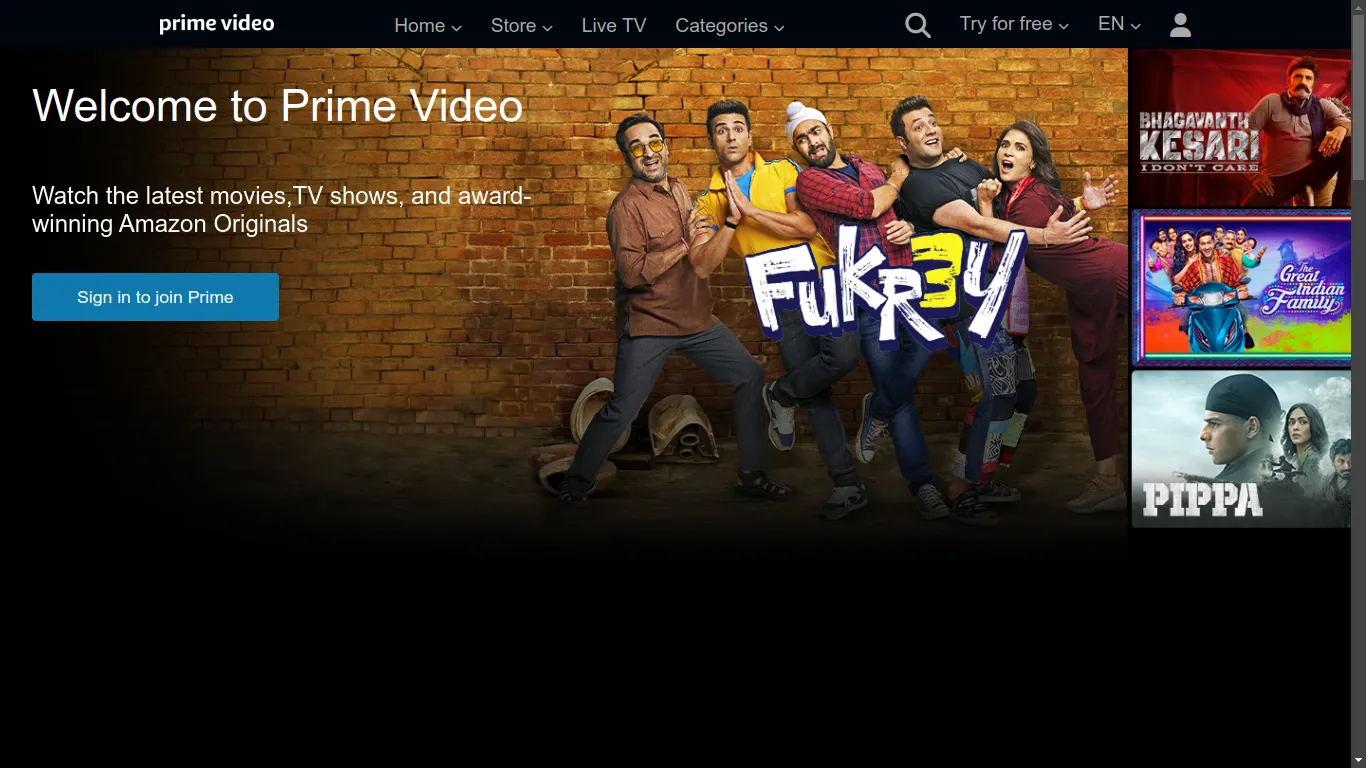 prime video
Home
Store
Live TV
Categories
Try for free
EN
Welcome to Prime Video
Watch the latest movies,TV shows, and award-
winning Amazon Originals
Sign in to join Prime
FUKR3Y
BHAGAVANTH
KESARI
I DON'T CARE
The
Great
Indian
Family
PIPPA